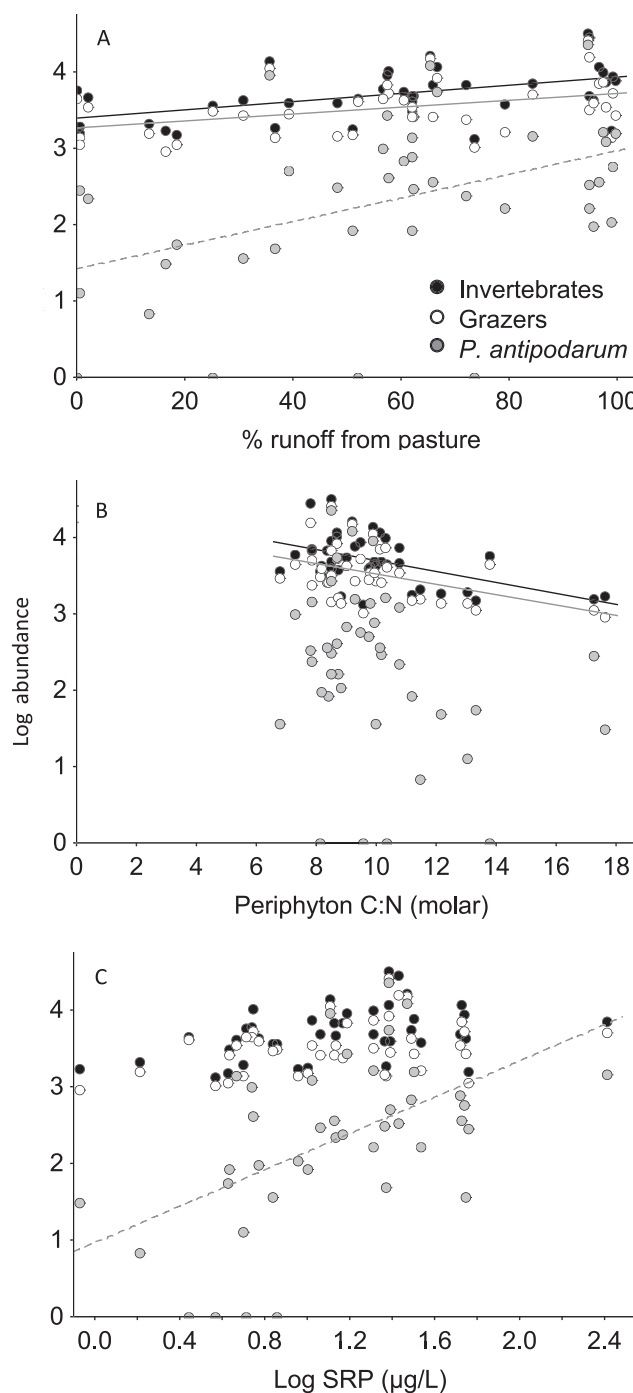 A
4
3
2
1
0
Invertebrates
Grazers
P. antipodarum
0 20 40 60 80 100
% runoff from pasture
B
4
3
2
1
0
Log abundance
0 2 4 6 8 10 12 14 16 18
Periphyton C:N (molar)
C
4
3
2
1
0
0.0 0.4 0.8 1.2 1.6 2.0 2.4
Log SRP (µg/L)